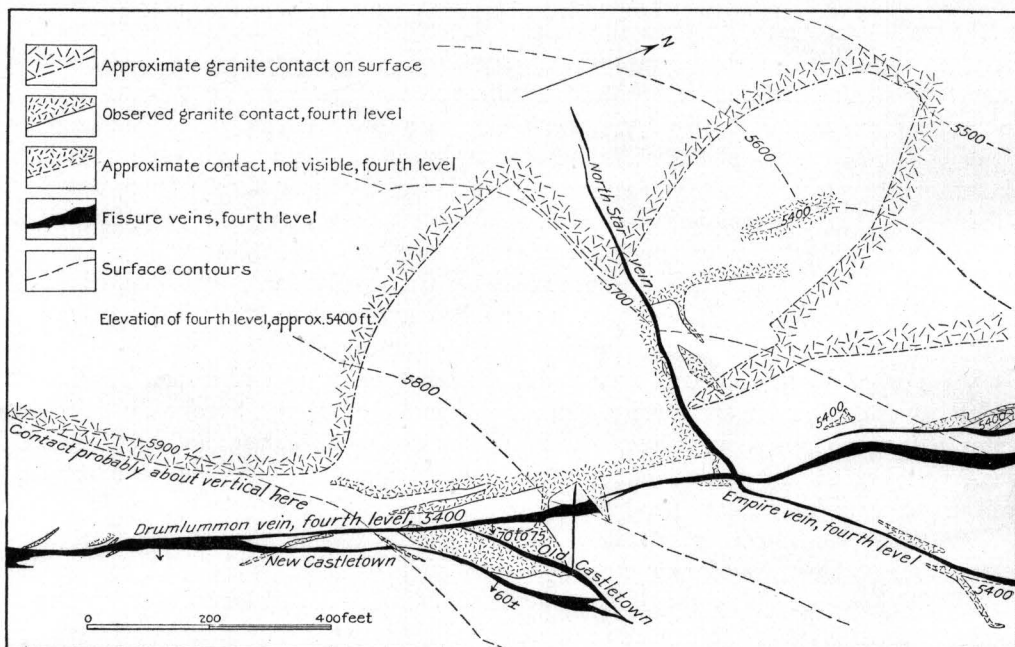 Approximate granite contact on surface
Observed granite contact, fourth level
Approximate contact, not visible, fourth level
Fissure veins, fourth level
Surface contours
Elevation of fourth level, approx. 5400 ft.
N
5500
5600
5400
North Star vein
5700
5800
5400
5400
5900
Contact probably about vertical here
Drumlummon vein, fourth level, 5400
Empire vein, fourth level
5400
70 to 75
Old Castletown
New Castletown
60±
0 200 400 feet